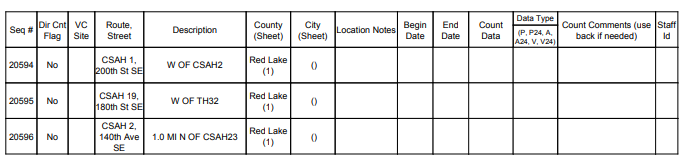 Seq # Dir Cnt Flag VC Site Route, Street Description County (Sheet) City (Sheet) Location Notes Begin Date End Date Count Data Data Type (P, P24, A, A24, V, V24) Count Comments (use back if needed) Staff Id
20594 No CSAH 1, 200th St SE W OF CSAH2 Red Lake (1) ()
20595 No CSAH 19, 180th St SE W OF TH32 Red Lake (1) ()
20596 No CSAH 2, 140th Ave SE 1.0 MI N OF CSAH23 Red Lake (1) ()